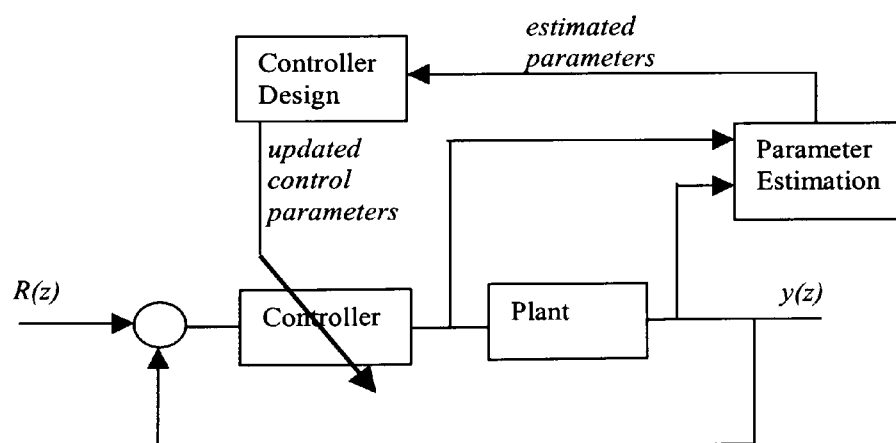 estimated
parameters
Controller
Design
updated
control
parameters
Parameter
Estimation
R(z)
Controller
Plant
y(z)